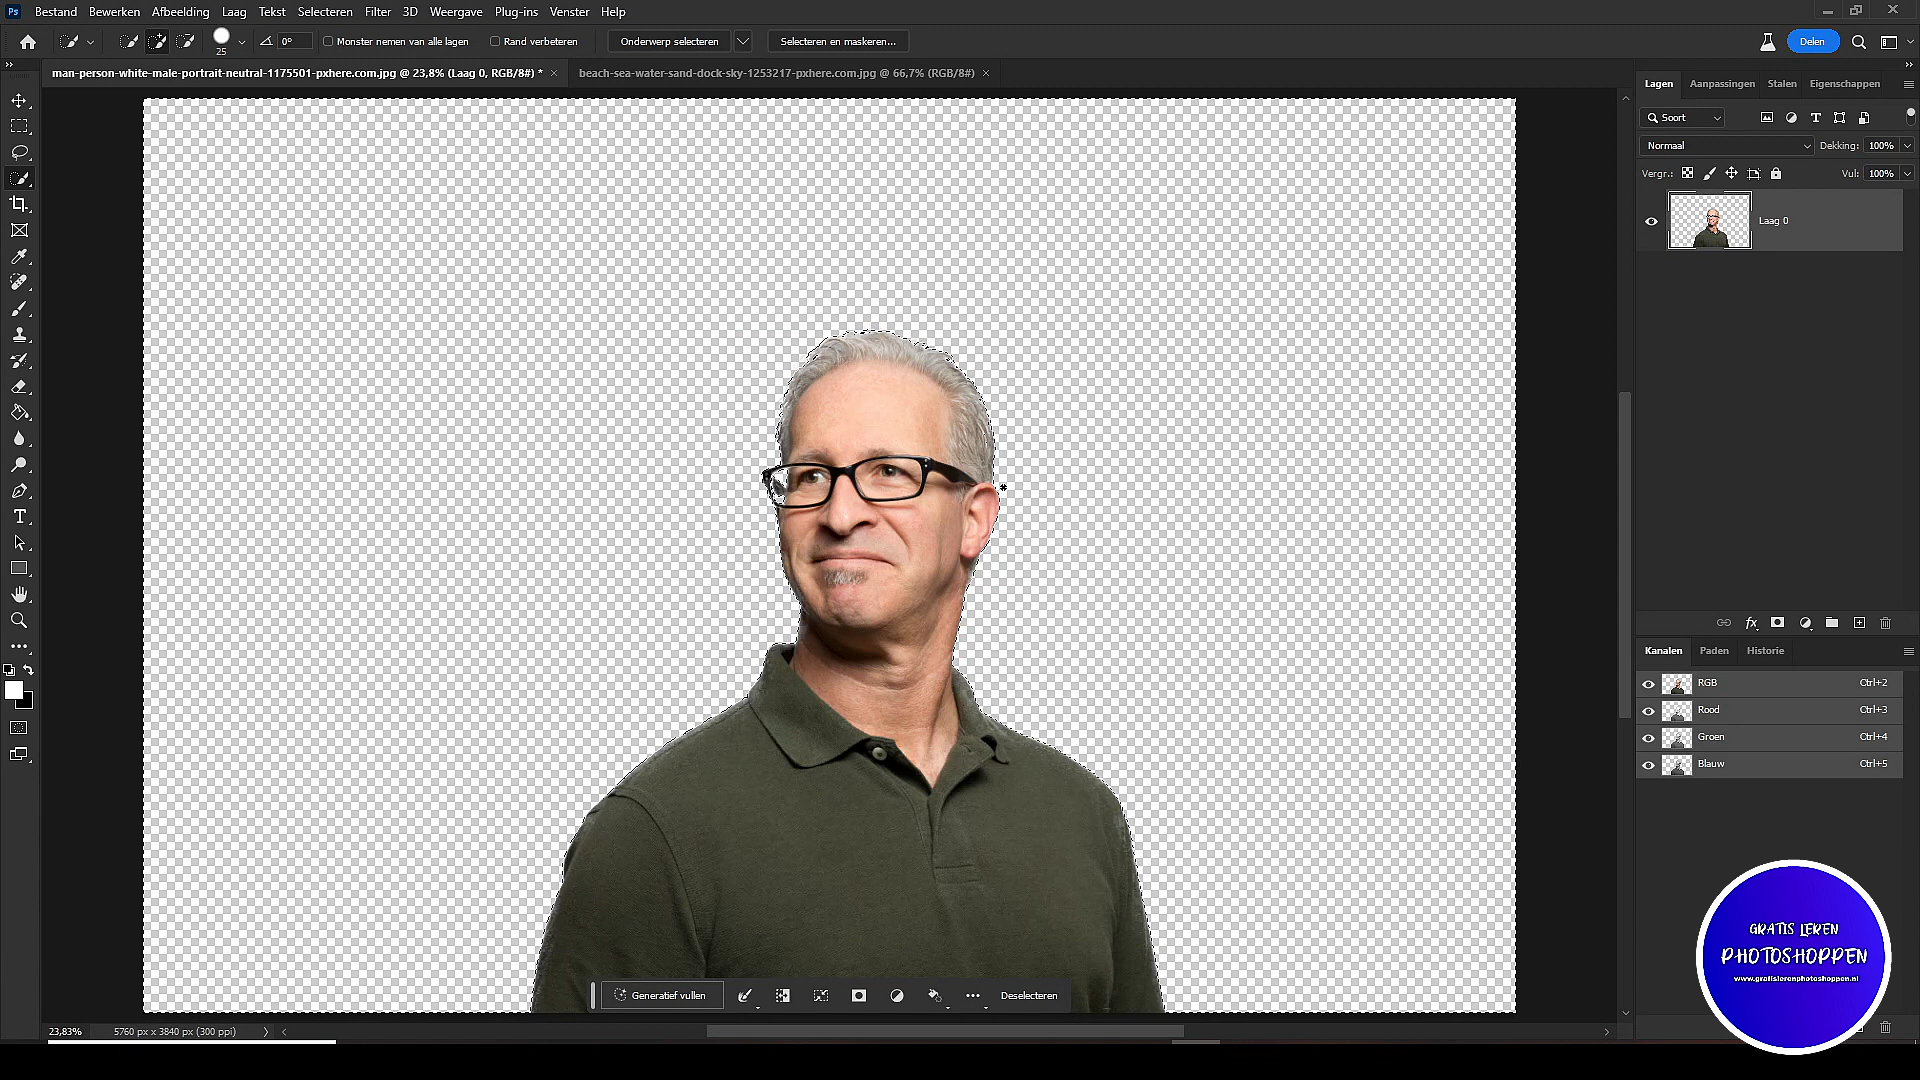 Ps Bestand Bewerken Afbeelding Laag Tekst Selecteren Filter 3D Weergave Plug-ins Venster Help
25 0° Monster nemen van alle lagen Rand verbeteren Onderwerp selecteren Selecteren en maskeren... Delen
man-person-white-male-portrait-neutral-1175501-pxhere.com.jpg @ 23,8% (Laag 0, RGB/8#) * × beach-sea-water-sand-dock-sky-1253217-pxhere.com.jpg @ 66,7% (RGB/8#) ×
Lagen Aanpassingen Stalen Eigenschappen
Soort
Normaal Dekking: 100%
Vergr.: Vul: 100%
Laag 0
fx
Kanalen Paden Historie
RGB Ctrl+2
Rood Ctrl+3
Groen Ctrl+4
Blauw Ctrl+5
GRATIS LEREN
PHOTOSHOPPEN
www.gratislerenphotoshoppen.nl
Generatief vullen Deselecteren
23,83% 5760 px x 3840 px (300 ppi)